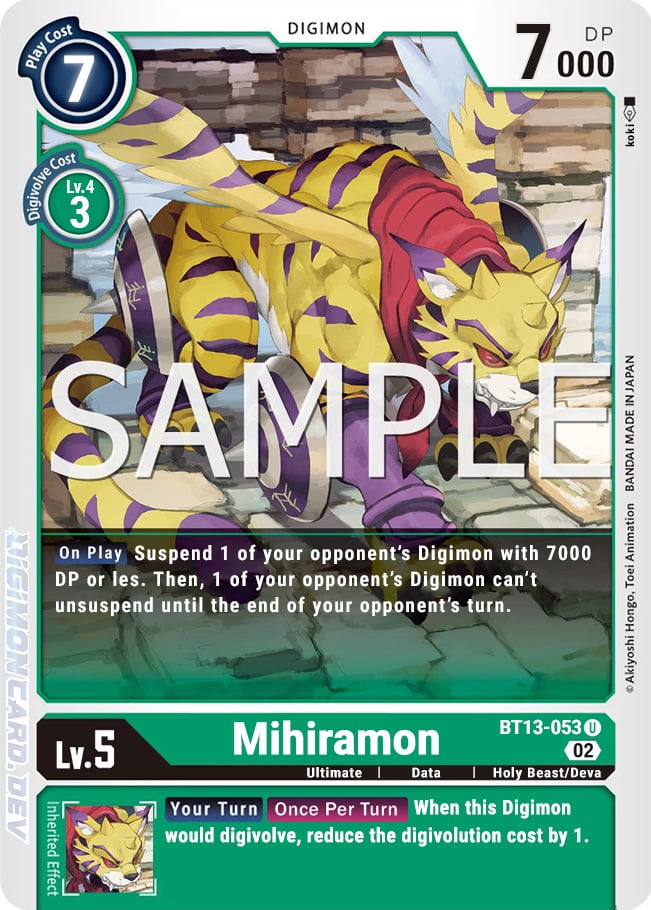 DIGIMON
Play Cost
7
DP
7000
koki
Digivolve Cost
Lv.4
3
SAMPLE
On Play Suspend 1 of your opponent's Digimon with 7000
DP or les. Then, 1 of your opponent's Digimon can't
unsuspend until the end of your opponent's turn.
© Akiyoshi Hongo, Toei Animation BANDAI MADE IN JAPAN
DIGIMONCARD.DEV
Lv.5
Mihiramon
BT13-053 U
02
Ultimate | Data | Holy Beast/Deva
Inherited Effect
Your Turn Once Per Turn When this Digimon
would digivolve, reduce the digivolution cost by 1.